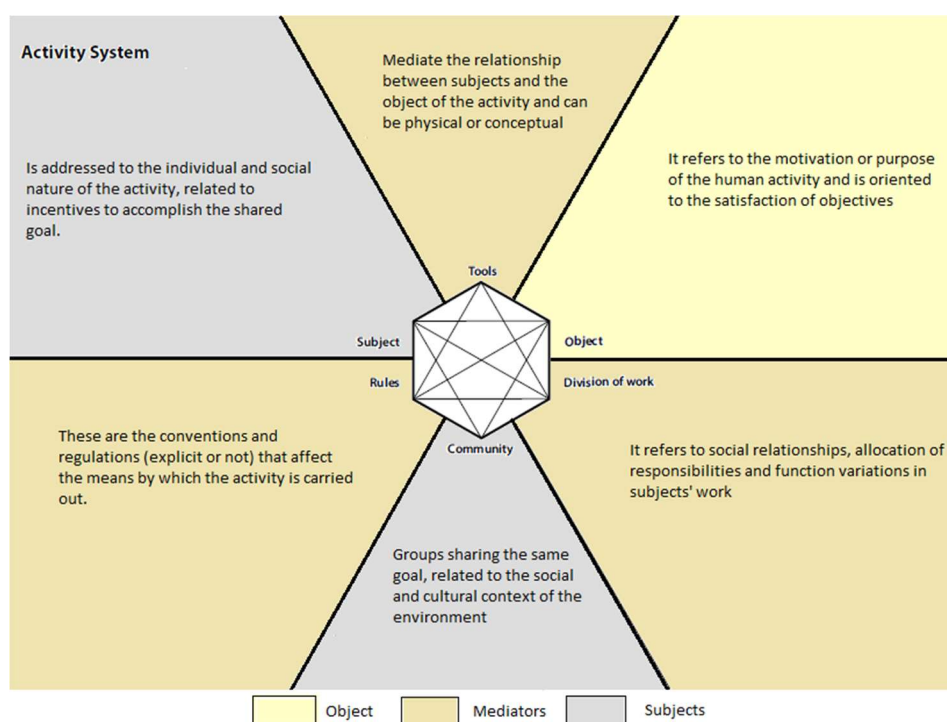 Activity System
Mediate the relationship
between subjects and the
object of the activity and can
be physical or conceptual
Is addressed to the individual and social
nature of the activity, related to
incentives to accomplish the shared
goal.
It refers to the motivation or purpose
of the human activity and is oriented
to the satisfaction of objectives
Tools
Subject
Object
Rules
Division of work
Community
These are the conventions and
regulations (explicit or not) that affect
the means by which the activity is carried
out.
It refers to social relationships, allocation of
responsibilities and function variations in
subjects' work
Groups sharing the same
goal, related to the social
and cultural context of the
environment
Object
Mediators
Subjects